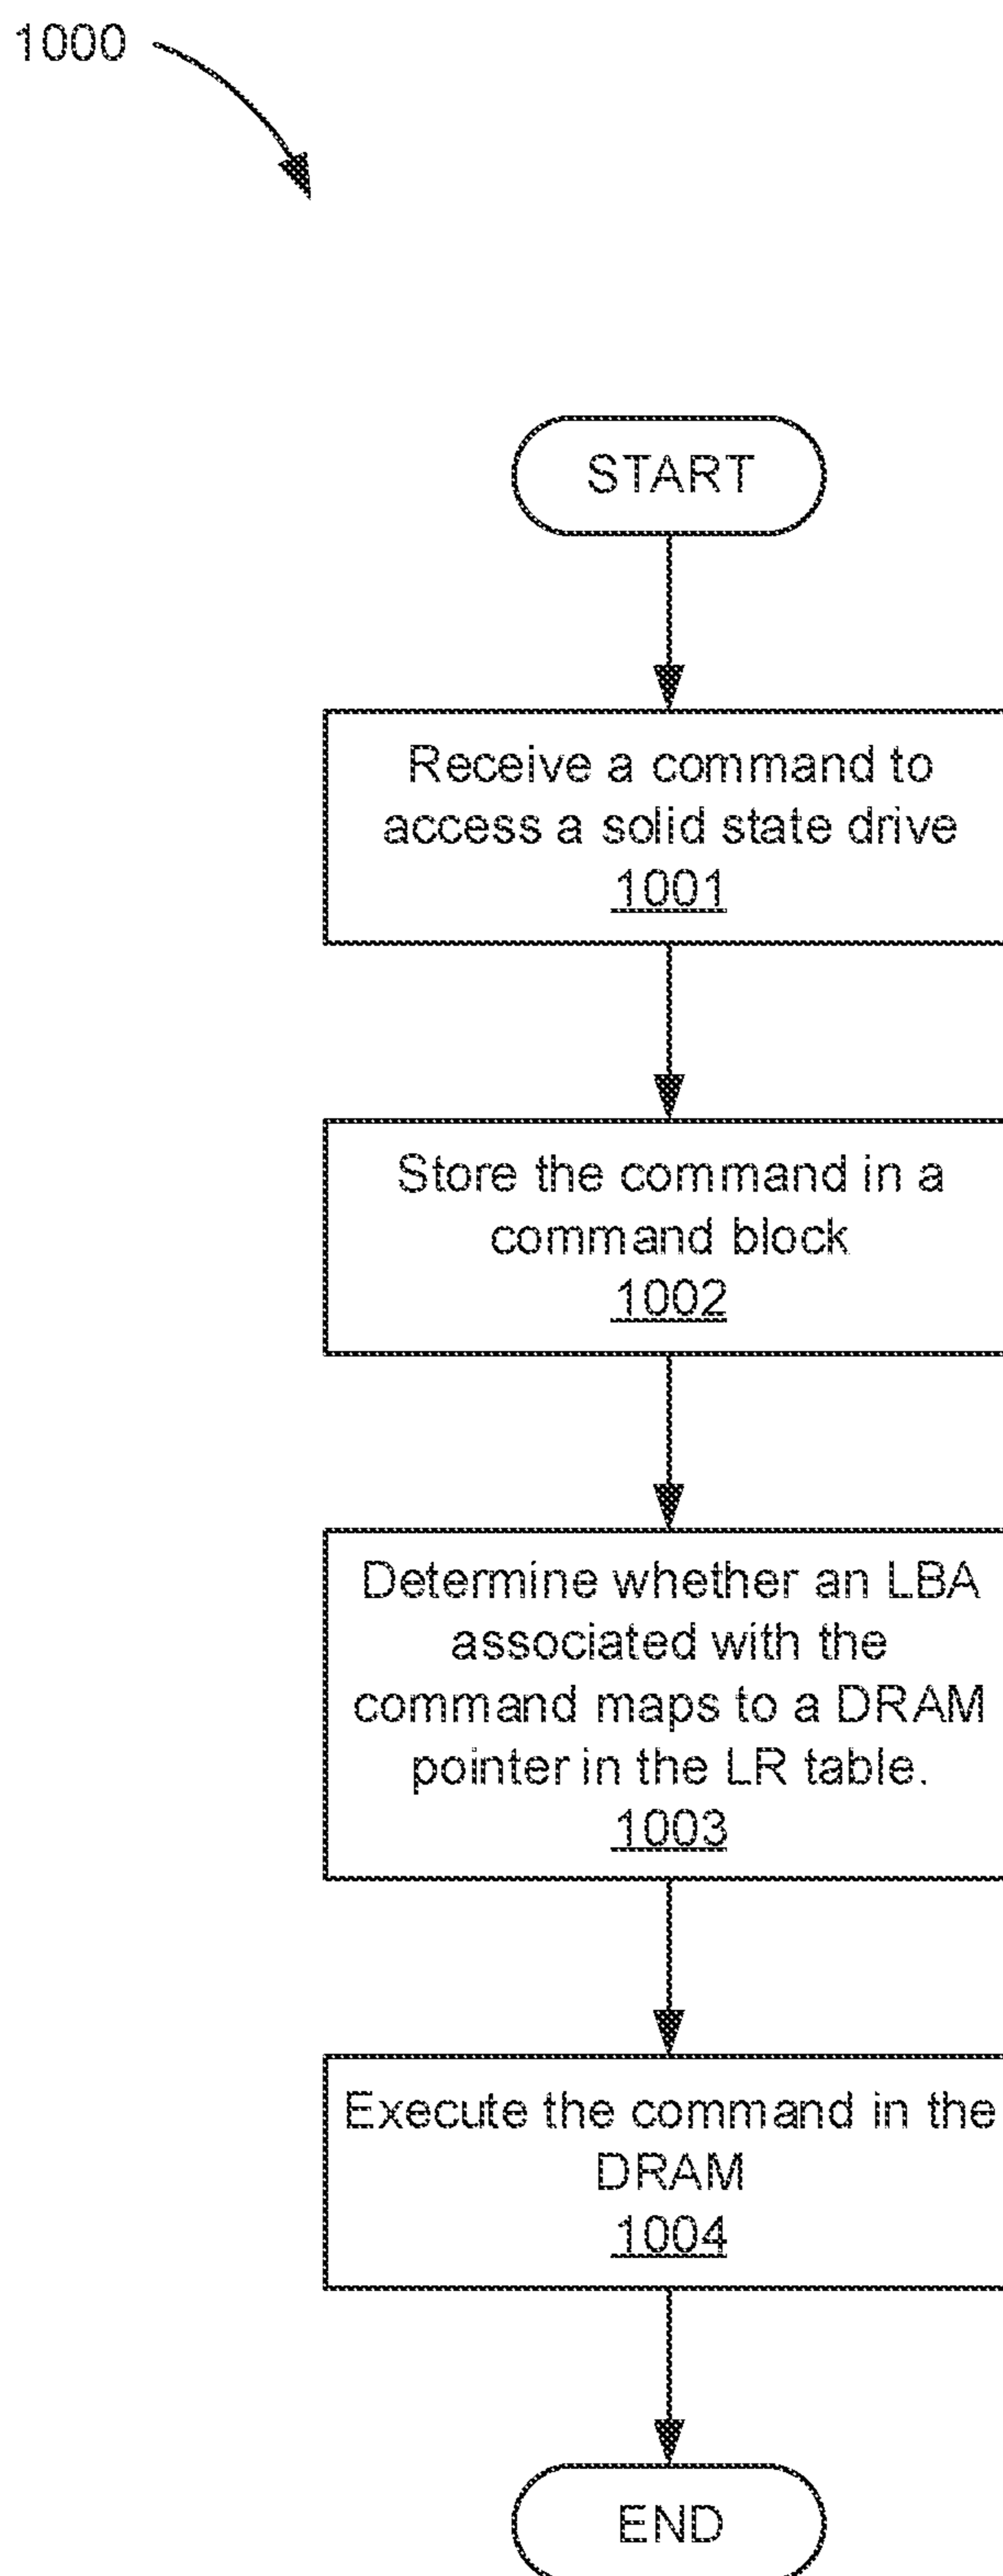 1000
START
Receive a command to
access a solid state drive
1001
Store the command in a
command block
1002
Determine whether an LBA
associated with the
command maps to a DRAM
pointer in the LR table.
1003
Execute the command in the
DRAM
1004
END